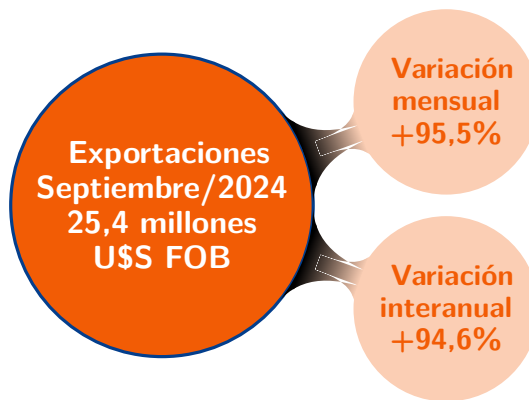 Exportaciones
Septiembre/2024
25,4 millones
U$S FOB
Variación
mensual
+95,5%
Variación
interanual
+94,6%